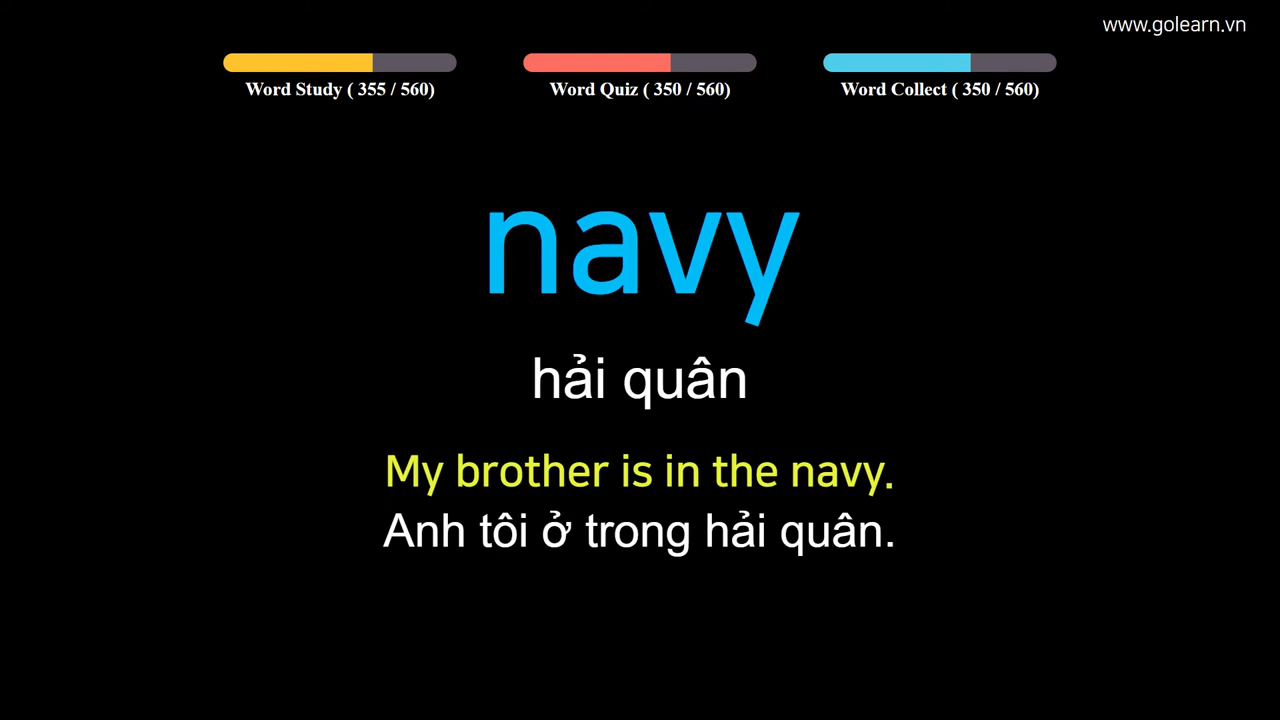 www.golearn.vn
Word Study ( 355 / 560)
Word Quiz ( 350 / 560)
Word Collect ( 350 / 560)
navy
hải quân
My brother is in the navy.
Anh tôi ở trong hải quân.